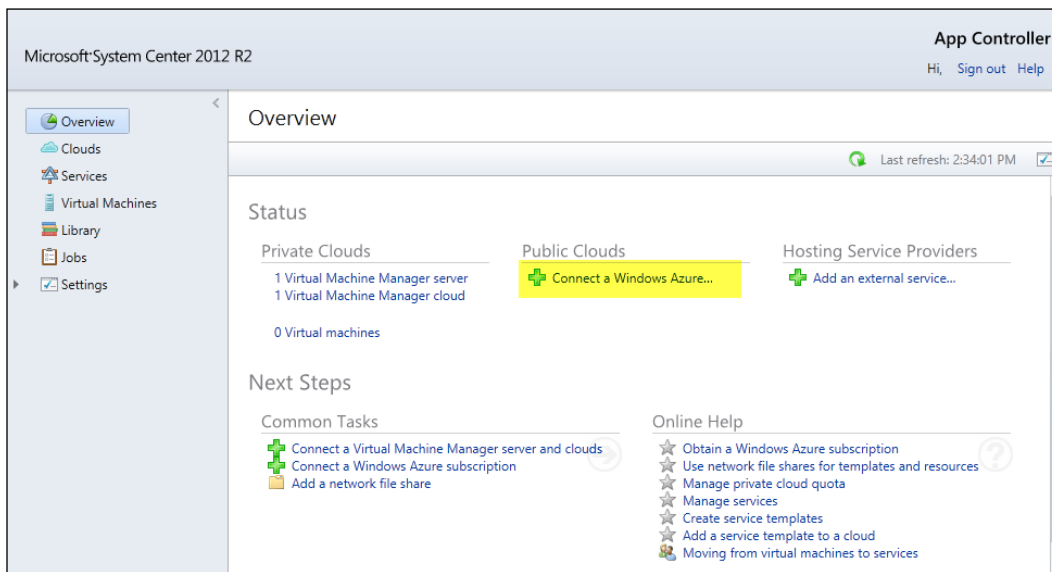 Microsoft System Center 2012 R2
App Controller
Hi, Sign out Help
Overview
Clouds
Services
Virtual Machines
Library
Jobs
Settings
Overview
Last refresh: 2:34:01 PM
Status
Private Clouds
1 Virtual Machine Manager server
1 Virtual Machine Manager cloud
0 Virtual machines
Public Clouds
Connect a Windows Azure...
Hosting Service Providers
Add an external service...
Next Steps
Common Tasks
Connect a Virtual Machine Manager server and clouds
Connect a Windows Azure subscription
Add a network file share
Online Help
Obtain a Windows Azure subscription
Use network file shares for templates and resources
Manage private cloud quota
Manage services
Create service templates
Add a service template to a cloud
Moving from virtual machines to services